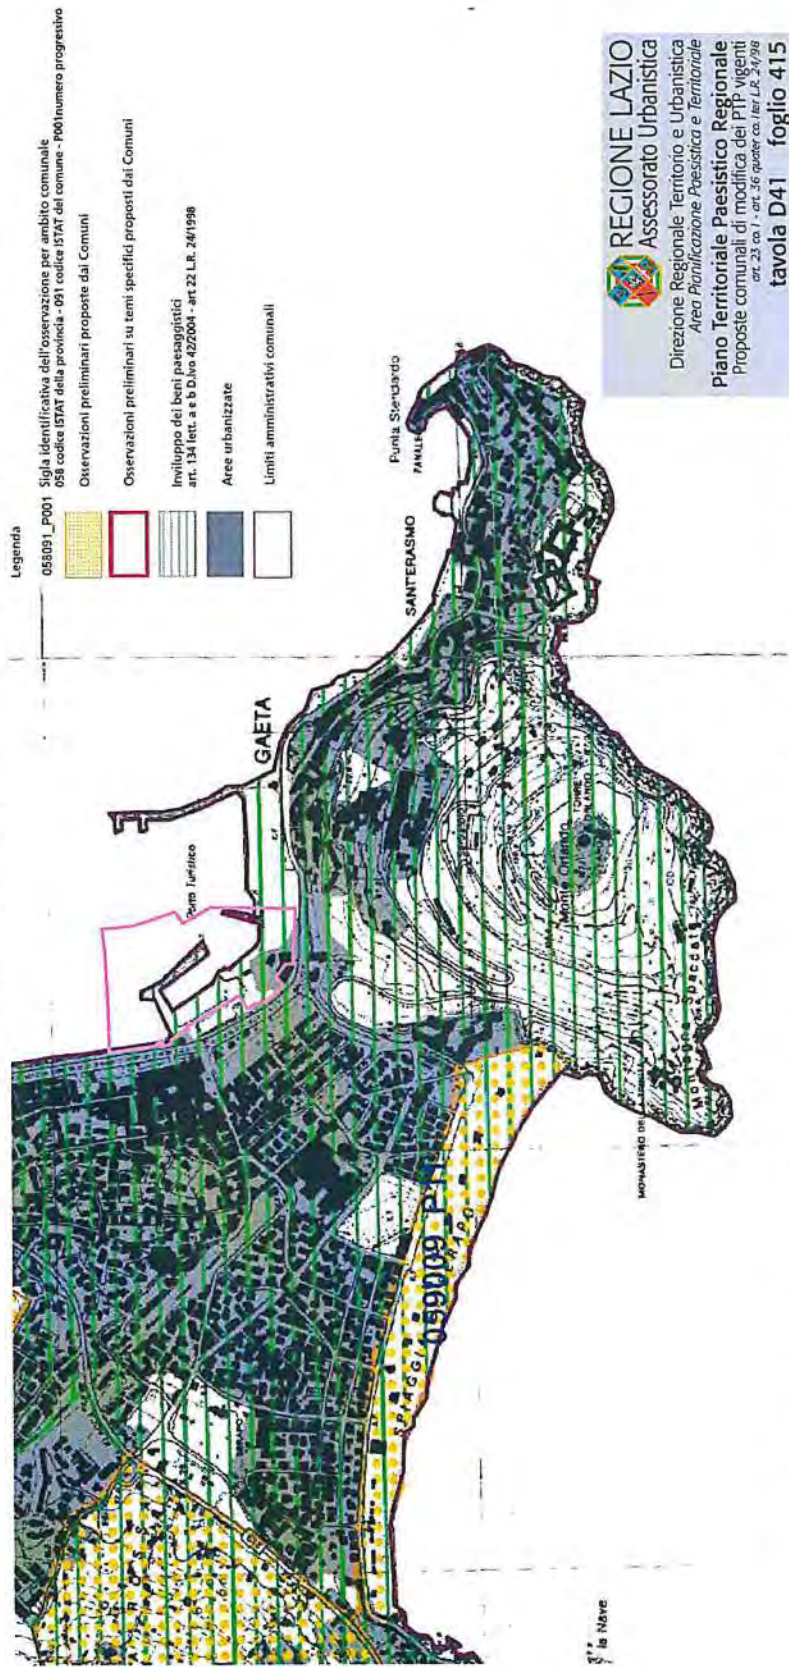 Legenda
058091_P001 Sigla identificativa dell'osservazione per ambito comunale
058 codice ISTAT della provincia - 091 codice ISTAT del comune - P001numero progressivo
Osservazioni preliminari proposte dai Comuni
Osservazioni preliminari su temi specifici proposti dai Comuni
Inviluppo dei beni paesaggistici
art. 134 lett. a e b D.lvo 42/2004 - art 22 L.R. 24/1998
Aree urbanizzate
Limiti amministrativi comunali
REGIONE LAZIO
Assessorato Urbanistica
Direzione Regionale Territorio e Urbanistica
Area Pianificazione Paesistica e Territoriale
Piano Territoriale Paesistico Regionale
Proposte comunali di modifica dei PTP vigenti
art. 23 co.1 - art. 36 quater co.1ter L.R. 24/98
tavola D41 foglio 415
GAETA
Porto Turistico
SANT'ERASMO
Punta Stendardo
Monte Orlando
TORRE
Montagna Spaccata
MONASTERO DELLA
SPIAGGIA
la Nave